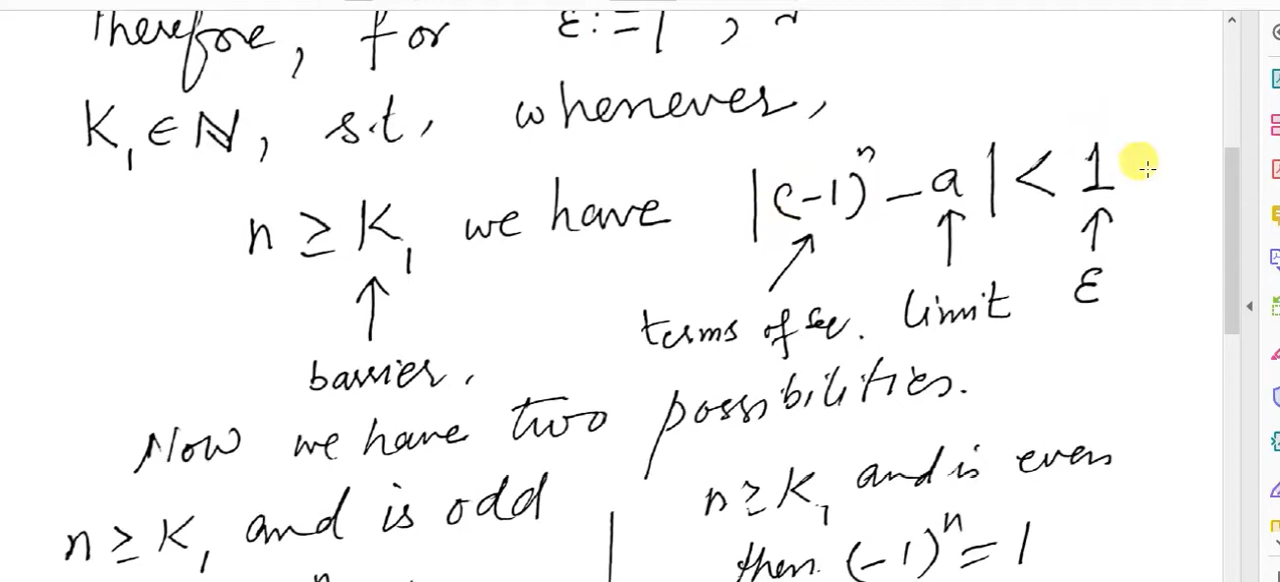 Therefore, for ε:=1,
K₁∈ℕ, s.t, whenever,
n ≥ K₁ we have |(-1)ⁿ - a| < 1
↑ ↗ ↑ ↑
ε
terms of se. limit
barrier.
Now we have two possibilities.
n ≥ K₁ and is odd
n ≥ K₁ and is even
then (-1)ⁿ = 1
n